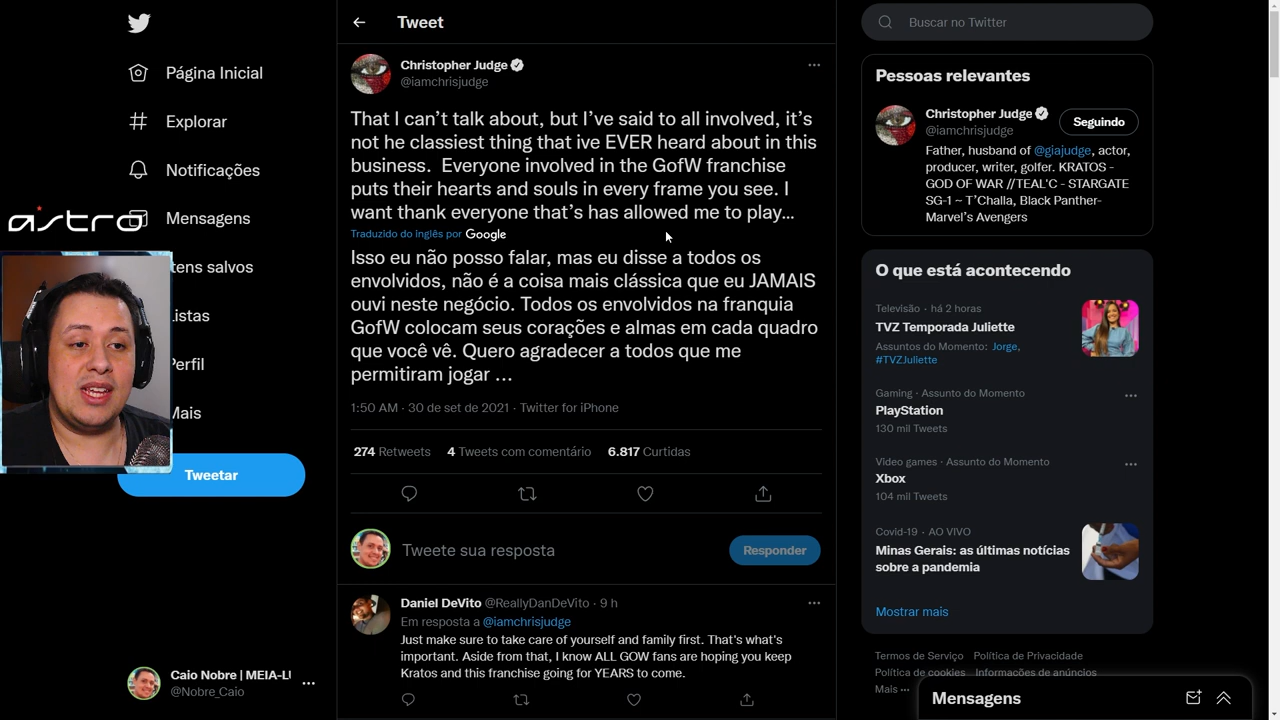 Página Inicial
Explorar
Notificações
Mensagens
Itens salvos
Listas
Perfil
Mais
Tweetar
astro
Caio Nobre | MEIA-LU
@Nobre_Caio
Tweet
Christopher Judge
@iamchrisjudge
That I can't talk about, but I've said to all involved, it's
not he classiest thing that ive EVER heard about in this
business.  Everyone involved in the GofW franchise
puts their hearts and souls in every frame you see. I
want thank everyone that's has allowed me to play...
Traduzido do inglês por Google
Isso eu não posso falar, mas eu disse a todos os
envolvidos, não é a coisa mais clássica que eu JAMAIS
ouvi neste negócio. Todos os envolvidos na franquia
GofW colocam seus corações e almas em cada quadro
que você vê. Quero agradecer a todos que me
permitiram jogar ...
1:50 AM · 30 de set de 2021 · Twitter for iPhone
274 Retweets 4 Tweets com comentário 6.817 Curtidas
Tweete sua resposta
Responder
Daniel DeVito @ReallyDanDeVito · 9 h
Em resposta a @iamchrisjudge
Just make sure to take care of yourself and family first. That's what's
important. Aside from that, I know ALL GOW fans are hoping you keep
Kratos and this franchise going for YEARS to come.
Buscar no Twitter
Pessoas relevantes
Christopher Judge
@iamchrisjudge
Seguindo
Father, husband of @giajudge, actor,
producer, writer, golfer. KRATOS -
GOD OF WAR //TEAL'C - STARGATE
SG-1 ~ T'Challa, Black Panther-
Marvel's Avengers
O que está acontecendo
Televisão · há 2 horas
TVZ Temporada Juliette
Assuntos do Momento: Jorge,
#TVZJuliette
Gaming · Assunto do Momento
PlayStation
130 mil Tweets
Video games · Assunto do Momento
Xbox
104 mil Tweets
Covid-19 · AO VIVO
Minas Gerais: as últimas notícias
sobre a pandemia
Mostrar mais
Termos de Serviço Política de Privacidade
Política de cookies Informações de anúncios
Mais
Mensagens